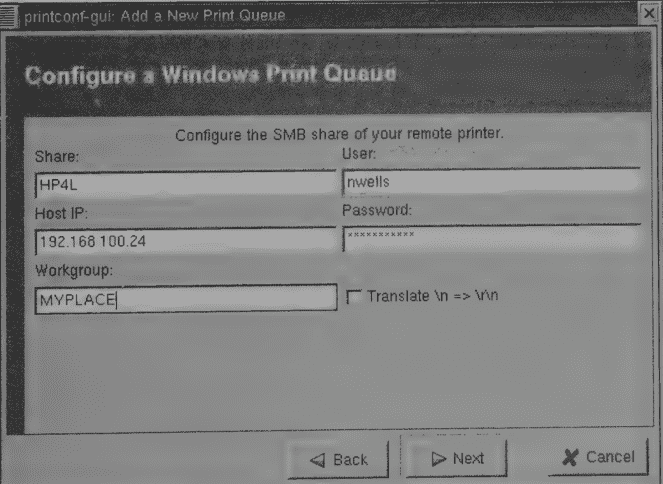 printconf-gui: Add a New Print Queue
Configure a Windows Print Queue
Configure the SMB share of your remote printer.
Share:
User:
HP4L
nwells
Host IP:
Password:
192.168.100.24
***********
Workgroup:
MYPLACE
Translate \n => \r\n
Back
Next
Cancel